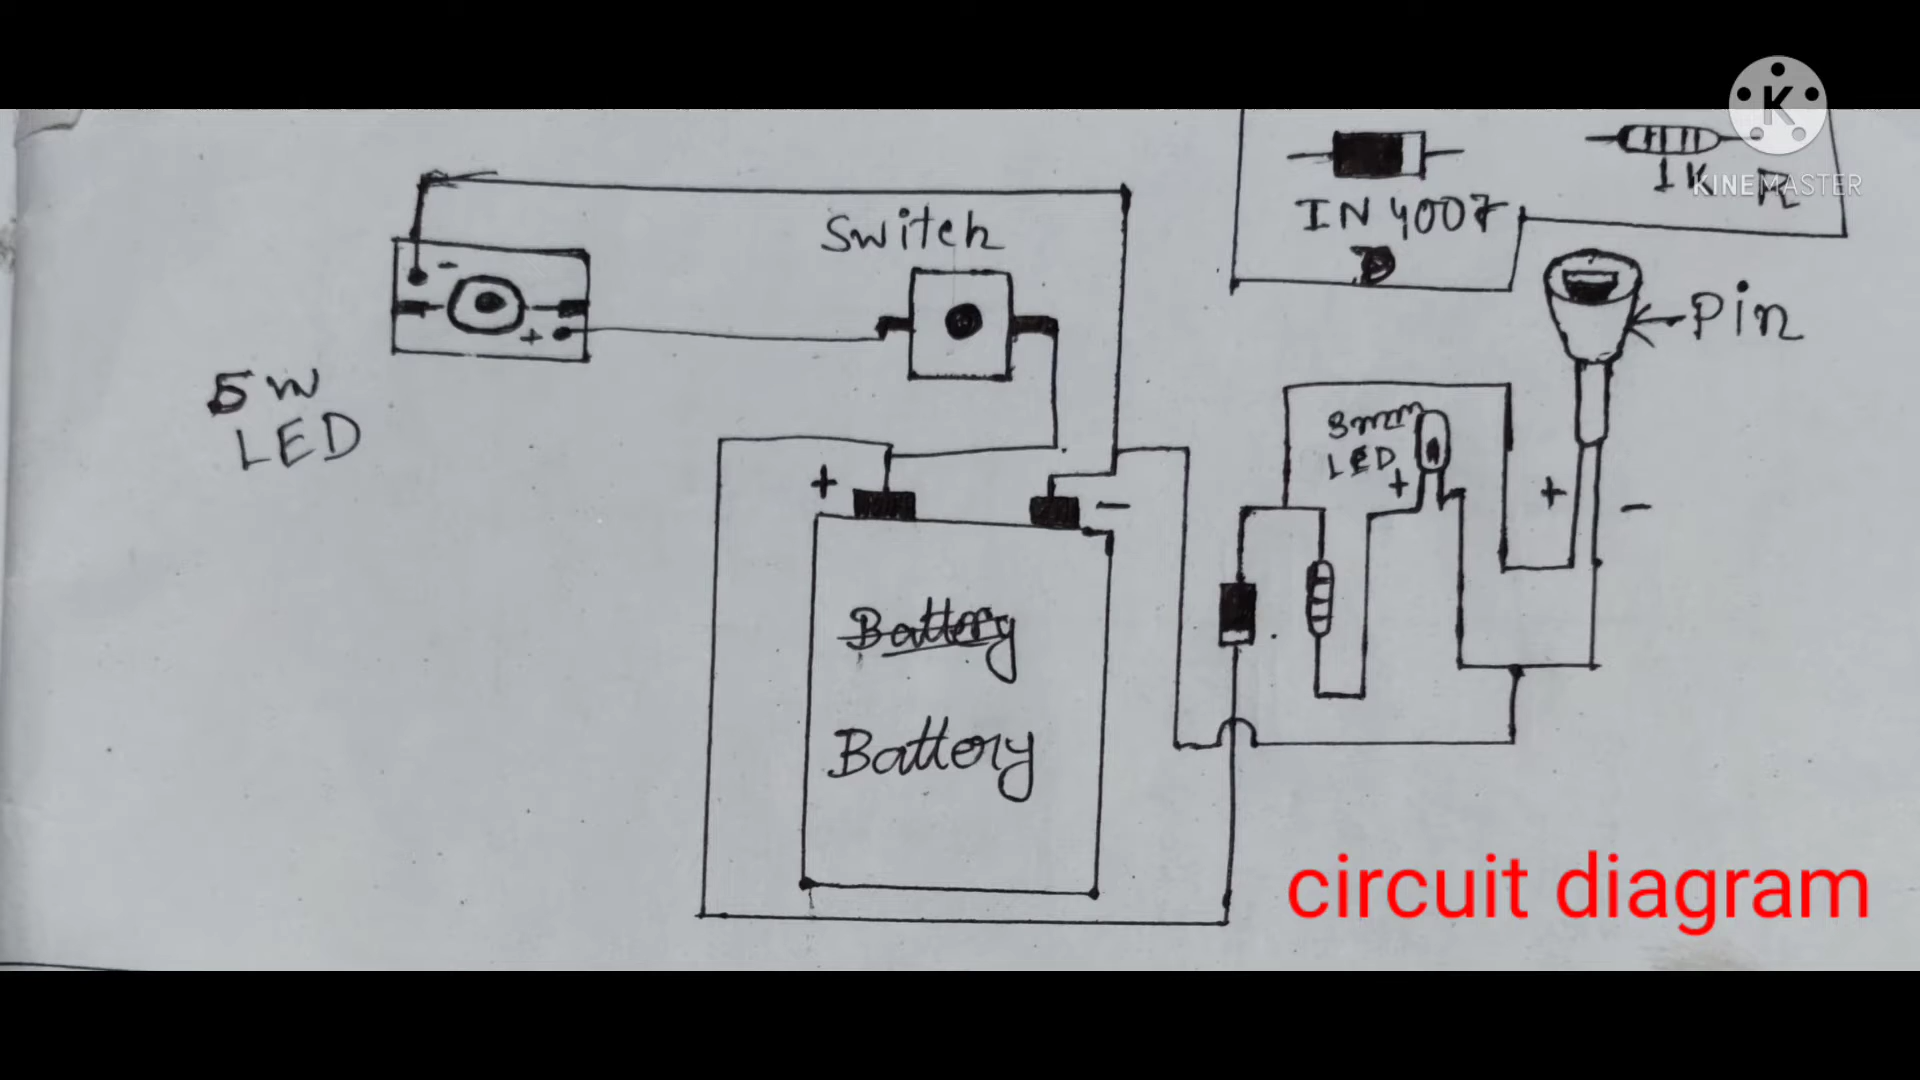 K
KINEMASTER
IN 4007
1K R
Switch
Pin
-
+
5W
LED
8mm
LED
+
+
-
+
-
Battery
Battery
circuit diagram